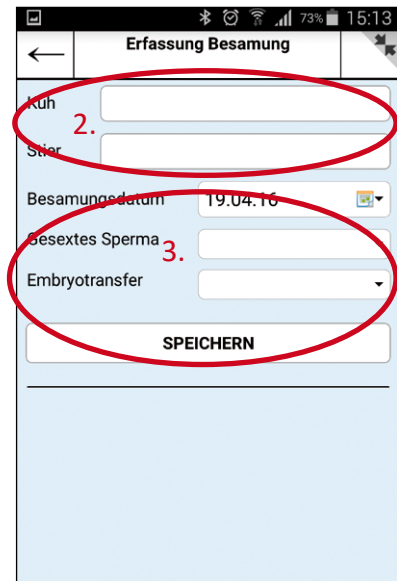 73% 15:13
Erfassung Besamung
Kuh
2.
Stier
Besamungsdatum 19.04.16
Gesextes Sperma
3.
Embryotransfer
SPEICHERN